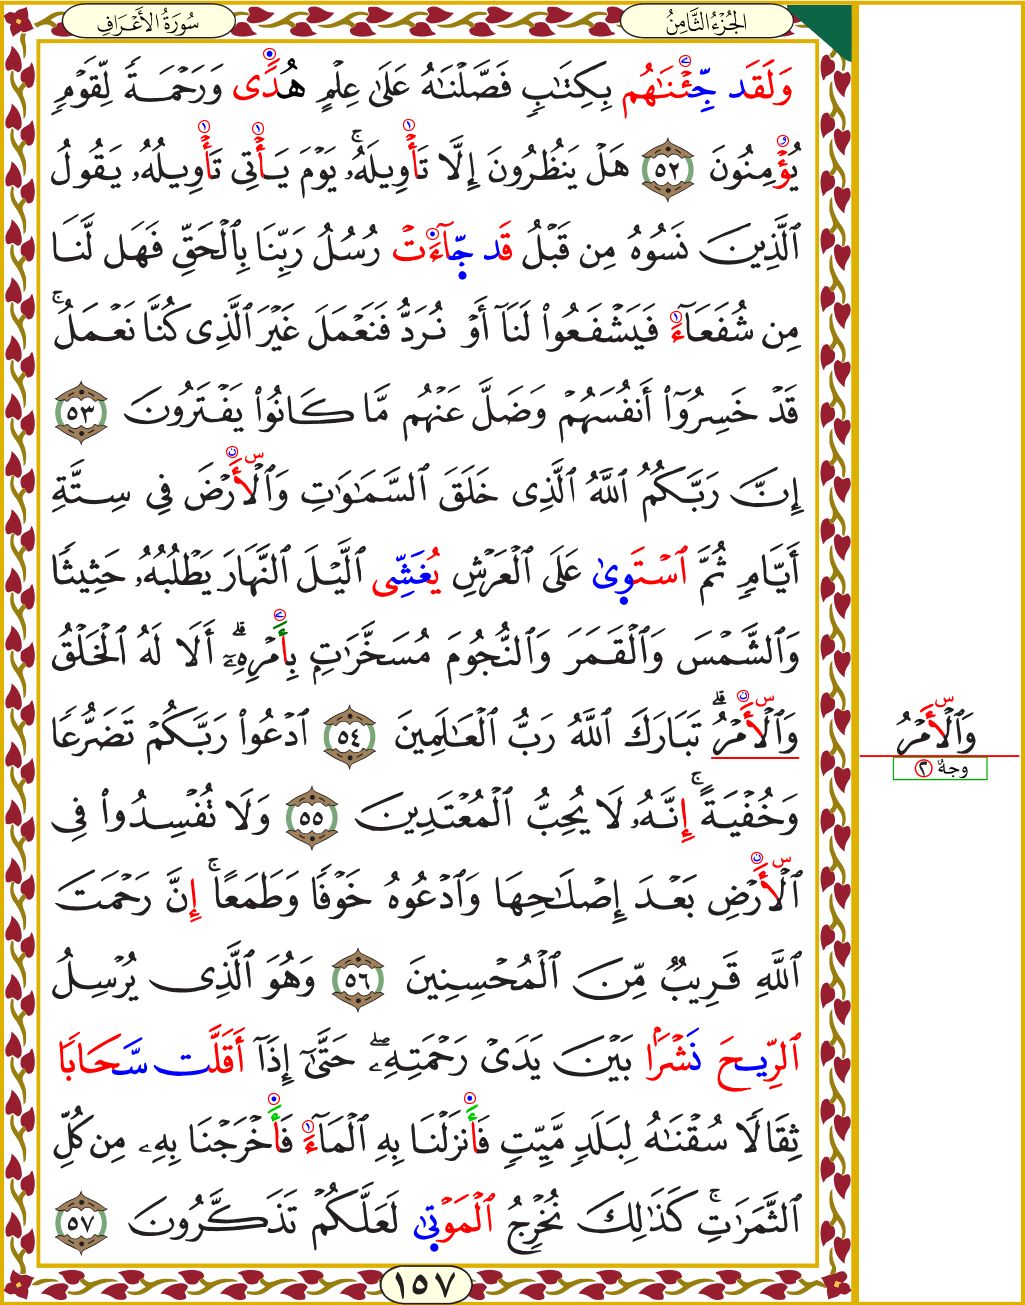 الجُزْءُ الثَّامِنُ
سُورَةُ الأَعْرَافِ
وَلَقَد جِّئْنَٰهُم بِكِتَٰبٖ فَصَّلْنَٰهُ عَلَىٰ عِلْمٍ هُدٗى وَرَحْمَةٗ لِّقَوْمٖ
يُؤْمِنُونَ ٥٢ هَلْ يَنظُرُونَ إِلَّا تَأْوِيلَهُۥۚ يَوْمَ يَأْتِى تَأْوِيلُهُۥ يَقُولُ
ٱلَّذِينَ نَسُوهُ مِن قَبْلُ قَد جَّآءَتْ رُسُلُ رَبِّنَا بِٱلْحَقِّ فَهَل لَّنَا
مِن شُفَعَآءَ فَيَشْفَعُوا۟ لَنَآ أَوْ نُرَدُّ فَنَعْمَلَ غَيْرَ ٱلَّذِى كُنَّا نَعْمَلُۚ
قَدْ خَسِرُوٓا۟ أَنفُسَهُمْ وَضَلَّ عَنْهُم مَّا كَانُوا۟ يَفْتَرُونَ ٥٣
إِنَّ رَبَّكُمُ ٱللَّهُ ٱلَّذِى خَلَقَ ٱلسَّمَٰوَٰتِ وَٱلْأَرْضَ فِى سِتَّةِ
أَيَّامٖ ثُمَّ ٱسْتَوىٰ عَلَى ٱلْعَرْشِ يُغَشِّى ٱلَّيْلَ ٱلنَّهَارَ يَطْلُبُهُۥ حَثِيثٗا
وَٱلشَّمْسَ وَٱلْقَمَرَ وَٱلنُّجُومَ مُسَخَّرَٰتِۭ بِأَمْرِهِۦٓۗ أَلَا لَهُ ٱلْخَلْقُ
وَٱلْأَمْرُۗ تَبَارَكَ ٱللَّهُ رَبُّ ٱلْعَٰلَمِينَ ٥٤ ٱدْعُوا۟ رَبَّكُمْ تَضَرُّعٗا
وَخُفْيَةًۚ إِنَّهُۥ لَا يُحِبُّ ٱلْمُعْتَدِينَ ٥٥ وَلَا تُفْسِدُوا۟ فِى
ٱلْأَرْضِ بَعْدَ إِصْلَٰحِهَا وَٱدْعُوهُ خَوْفٗا وَطَمَعًاۚ إِنَّ رَحْمَتَ
ٱللَّهِ قَرِيبٌ مِّنَ ٱلْمُحْسِنِينَ ٥٦ وَهُوَ ٱلَّذِى يُرْسِلُ
ٱلرِّيحَ نَشْرَۢا بَيْنَ يَدَىْ رَحْمَتِهِۦۖ حَتَّىٰٓ إِذَآ أَقَلَّت سَّحَابٗا
ثِقَالٗا سُقْنَٰهُ لِبَلَدٖ مَّيِّتٖ فَأَنزَلْنَا بِهِ ٱلْمَآءَ فَأَخْرَجْنَا بِهِۦ مِن كُلِّ
ٱلثَّمَرَٰتِۚ كَذَٰلِكَ نُخْرِجُ ٱلْمَوْتىٰ لَعَلَّكُمْ تَذَكَّرُونَ ٥٧
١٥٧
وَٱلْأَمْرُ
وجهٌ ٢